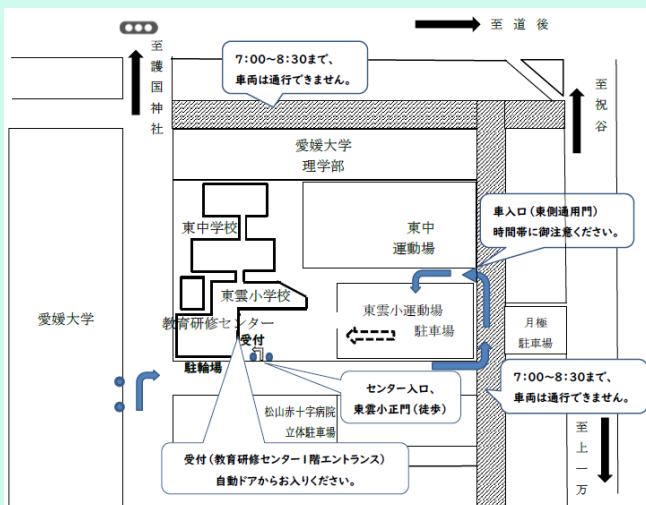 至道後
至護国神社
7:00～8:30まで、
車両は通行できません。
至祝谷
愛媛大学
理学部
車入口(東側通用門)
時間帯に御注意ください。
東中学校
東中
運動場
東雲小学校
東雲小運動場
駐車場
愛媛大学
教育研修センター
月極
駐車場
受付
駐輪場
センター入口、
東雲小正門(徒歩)
7:00～8:30まで、
車両は通行できません。
松山赤十字病院
立体駐車場
至上一万
受付(教育研修センター1階エントランス)
自動ドアからお入りください。